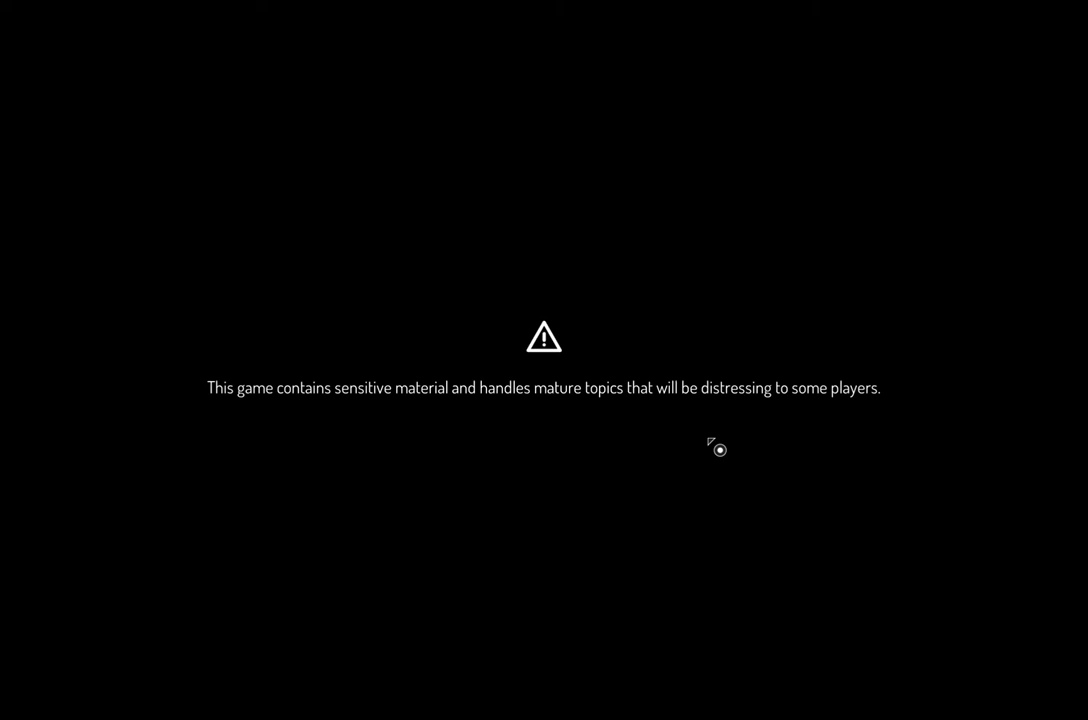 This game contains sensitive material and handles mature topics that will be distressing to some players.